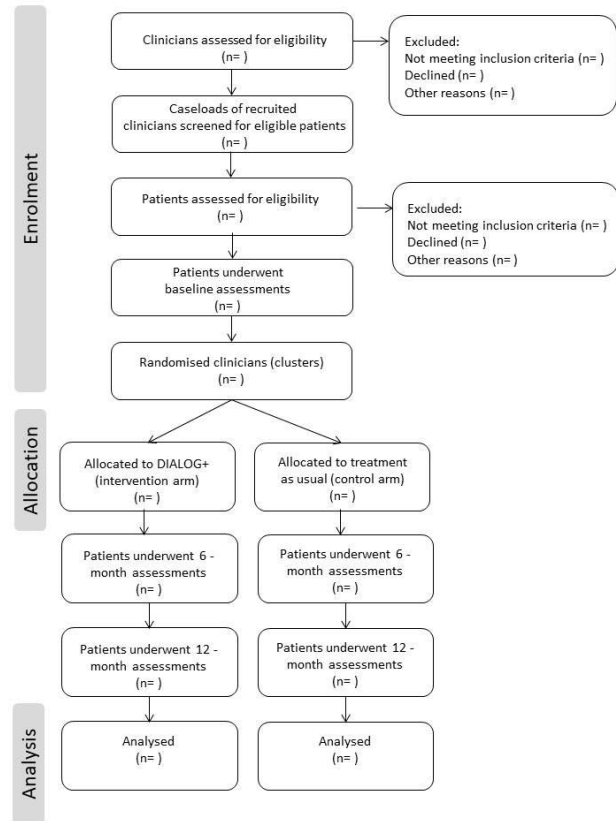 Enrolment
Clinicians assessed for eligibility
(n= )
Excluded:
Not meeting inclusion criteria (n= )
Declined (n= )
Other reasons (n= )
Caseloads of recruited
clinicians screened for eligible patients
(n= )
Patients assessed for eligibility
(n= )
Excluded:
Not meeting inclusion criteria (n= )
Declined (n= )
Other reasons (n= )
Patients underwent
baseline assessments
(n= )
Randomised clinicians (clusters)
(n= )
Allocation
Allocated to DIALOG+
(intervention arm)
(n= )
Allocated to treatment
as usual (control arm)
(n= )
Patients underwent 6 -
month assessments
(n= )
Patients underwent 6 -
month assessments
(n= )
Patients underwent 12 -
month assessments
(n= )
Patients underwent 12 -
month assessments
(n= )
Analysis
Analysed
(n= )
Analysed
(n= )